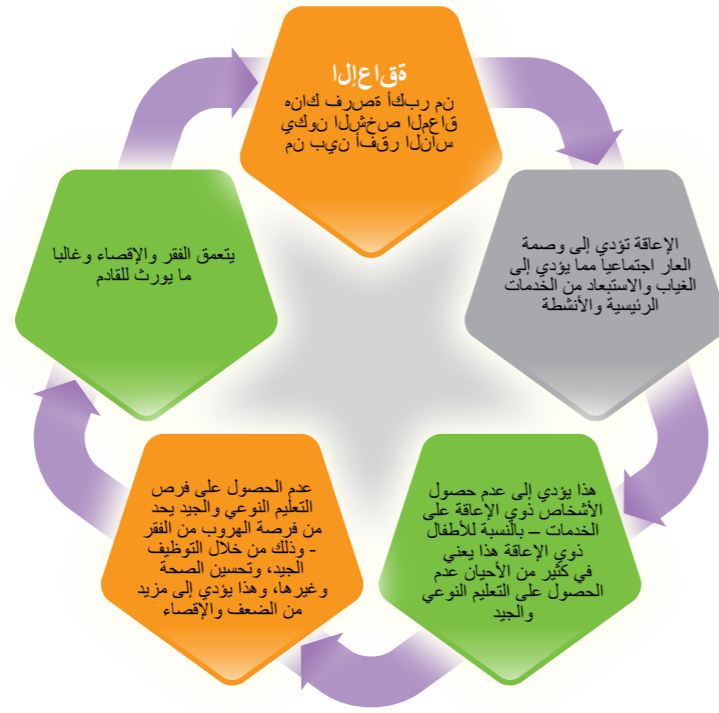 ةقاعإلا
نم ربكأ ةصرف كانه
قاعملا صخشلا نوكي
سانلا رقفأ نيب نم
الإعاقة تؤدي إلى وصمة
العار اجتماعيا مما يؤدي إلى
الغياب والاستبعاد من الخدمات
الرئيسية والأنشطة
هذا يؤدي إلى عدم حصول
الأشخاص ذوي الإعاقة على
الخدمات – بالنسبة للأطفال
ذوي الإعاقة هذا يعني
في كثير من الأحيان عدم
الحصول على التعليم النوعي
والجيد
عدم الحصول على فرص
التعليم النوعي والجيد يحد
من فرصة الهروب من الفقر
- وذلك من خلال التوظيف
الجيد، وتحسين الصحة
وغيرها، وهذا يؤدي إلى مزيد
من الضعف والإقصاء
يتعمق الفقر والإقصاء وغالبا
ما يورث للقادم